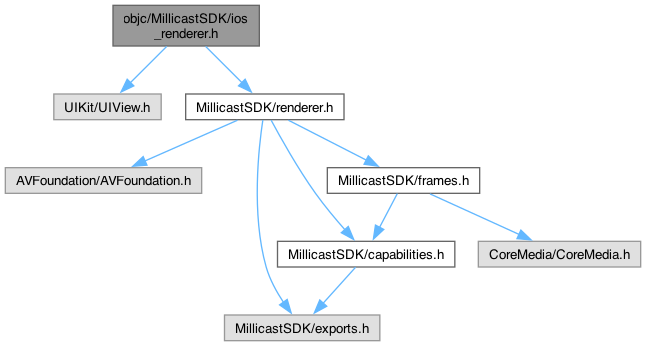 objc/MillicastSDK/ios
_renderer.h
UIKit/UIView.h
MillicastSDK/renderer.h
AVFoundation/AVFoundation.h
MillicastSDK/frames.h
MillicastSDK/capabilities.h
CoreMedia/CoreMedia.h
MillicastSDK/exports.h